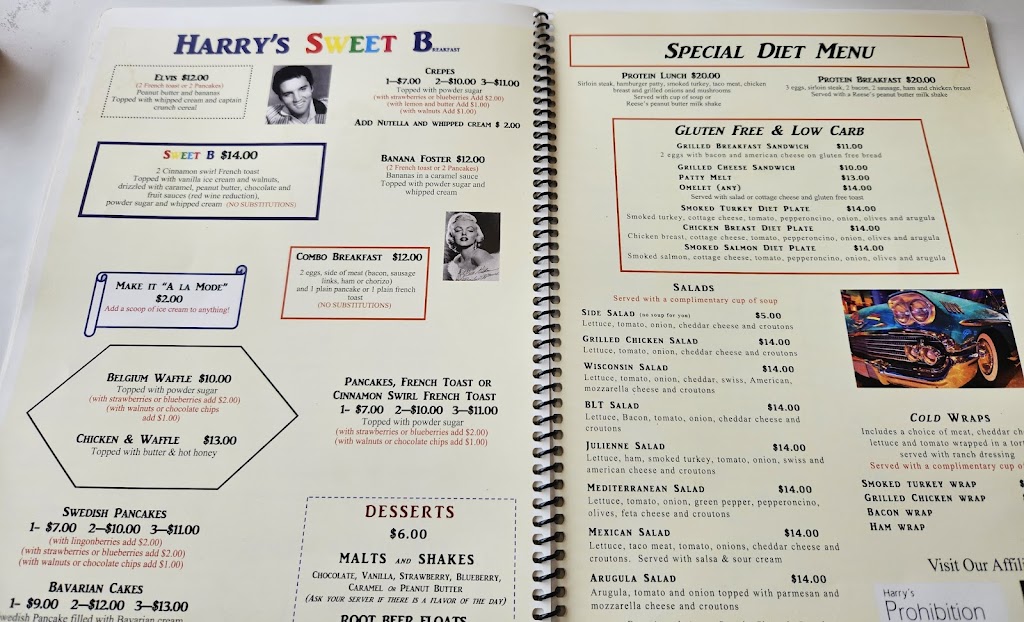 HARRY'S SWEET BREAKFAST
ELVIS $12.00
(2 French toast or 2 Pancakes)
Peanut butter and bananas
Topped with whipped cream and captain
crunch cereal
CREPES
1—$7.00 2—$10.00 3—$11.00
Topped with powder sugar
(with strawberries or blueberries Add $2.00)
(with lemon and butter Add $1.00)
(with walnuts Add $1.00)
ADD NUTELLA AND WHIPPED CREAM $ 2.00
SWEET B $14.00
2 Cinnamon swirl French toast
Topped with vanilla ice cream and walnuts,
drizzled with caramel, peanut butter, chocolate and
fruit sauces (red wine reduction),
powder sugar and whipped cream (NO SUBSTITUTIONS)
BANANA FOSTER $12.00
(2 French toast or 2 Pancakes)
Bananas in a caramel sauce
Topped with powder sugar and
whipped cream
COMBO BREAKFAST $12.00
2 eggs, side of meat (bacon, sausage
links, ham or chorizo)
and 1 plain pancake or 1 plain french
toast
(NO SUBSTITUTIONS)
MAKE IT "A LA MODE"
$2.00
Add a scoop of ice cream to anything!
BELGIUM WAFFLE $10.00
Topped with powder sugar
(with strawberries or blueberries add $2.00)
(with walnuts or chocolate chips
add $1.00)
CHICKEN & WAFFLE $13.00
Topped with butter & hot honey
PANCAKES, FRENCH TOAST OR
CINNAMON SWIRL FRENCH TOAST
1- $7.00 2—$10.00 3—$11.00
Topped with powder sugar
(with strawberries or blueberries add $2.00)
(with walnuts or chocolate chips add $1.00)
SWEDISH PANCAKES
1- $7.00 2—$10.00 3—$11.00
(with lingonberries add $2.00)
(with strawberries or blueberries add $2.00)
(with walnuts or chocolate chips add $1.00)
BAVARIAN CAKES
1- $9.00 2—$12.00 3—$13.00
Swedish Pancake filled with Bavarian cream
DESSERTS
$6.00
MALTS AND SHAKES
CHOCOLATE, VANILLA, STRAWBERRY, BLUEBERRY,
CARAMEL OR PEANUT BUTTER
(ASK YOUR SERVER IF THERE IS A FLAVOR OF THE DAY)
ROOT BEER FLOATS
SPECIAL DIET MENU
PROTEIN LUNCH $20.00
Sirloin steak, hamburger patty, smoked turkey, taco meat, chicken
breast and grilled onions and mushrooms
Served with cup of soup or
Reese's peanut butter milk shake
PROTEIN BREAKFAST $20.00
3 eggs, sirloin steak, 2 bacon, 2 sausage, ham and chicken breast
Served with a Reese's peanut butter milk shake
GLUTEN FREE & LOW CARB
GRILLED BREAKFAST SANDWICH $11.00
2 eggs with bacon and american cheese on gluten free bread
GRILLED CHEESE SANDWICH $10.00
PATTY MELT $13.00
OMELET (ANY) $14.00
Served with salad or cottage cheese and gluten free toast
SMOKED TURKEY DIET PLATE $14.00
Smoked turkey, cottage cheese, tomato, pepperoncino, onion, olives and arugula
CHICKEN BREAST DIET PLATE $14.00
Chicken breast, cottage cheese, tomato, pepperoncino, onion, olives and arugula
SMOKED SALMON DIET PLATE $14.00
Smoked salmon, cottage cheese, tomato, pepperoncino, onion, olives and arugula
SALADS
Served with a complimentary cup of soup
SIDE SALAD (no soup for you) $5.00
Lettuce, tomato, onion, cheddar cheese and croutons
GRILLED CHICKEN SALAD $14.00
Lettuce, tomato, onion, cheddar cheese and croutons
WISCONSIN SALAD $14.00
Lettuce, tomato, onion, cheddar, swiss, American,
mozzarella cheese and croutons
BLT SALAD $14.00
Lettuce, Bacon, tomato, onion, cheddar cheese and
croutons
JULIENNE SALAD $14.00
Lettuce, ham, smoked turkey, tomato, onion, swiss and
american cheese and croutons
MEDITERRANEAN SALAD $14.00
Lettuce, tomato, onion, green pepper, pepperoncino,
olives, feta cheese and croutons
MEXICAN SALAD $14.00
Lettuce, taco meat, tomato, onions, cheddar cheese and
croutons. Served with salsa & sour cream
ARUGULA SALAD $14.00
Arugula, tomato and onion topped with parmesan and
mozzarella cheese and croutons
COLD WRAPS
Includes a choice of meat, cheddar
lettuce and tomato wrapped in a
served with ranch dressing
Served with a complimentary cup
SMOKED TURKEY WRAP
GRILLED CHICKEN WRAP
BACON WRAP
HAM WRAP
Visit Our
Harry's
Prohibition